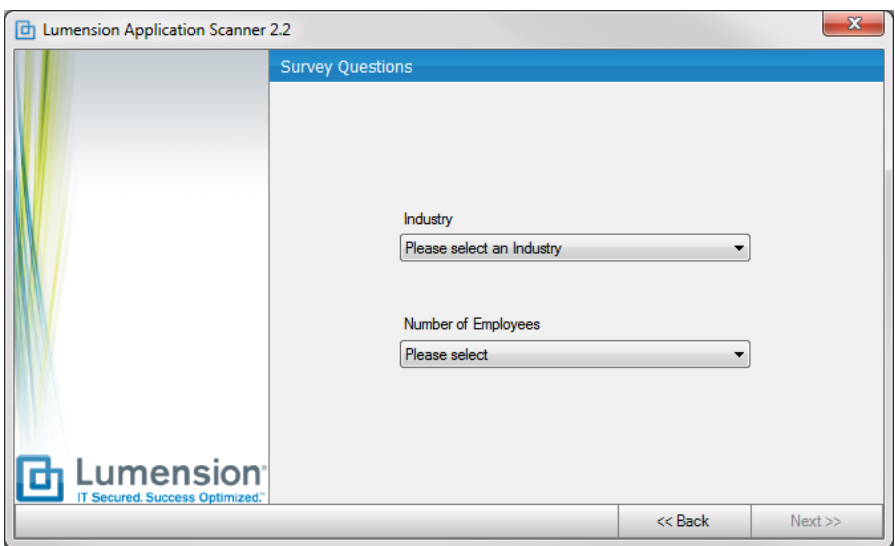 Lumension Application Scanner 2.2
Survey Questions
Industry
Please select an Industry
Number of Employees
Please select
Lumension®
IT Secured. Success Optimized.™
<< Back
Next >>